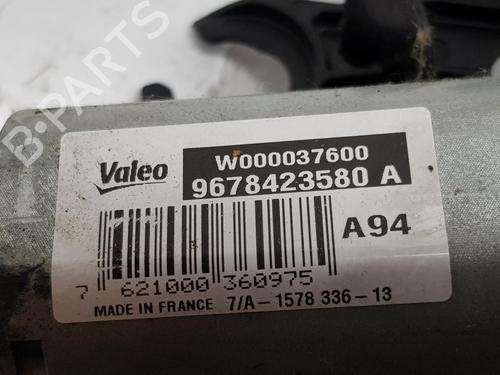 B-PARTS
Valeo
W000037600
9678423580 A
A94
7 621000 360975
MADE IN FRANCE 7/A-1578 336-13